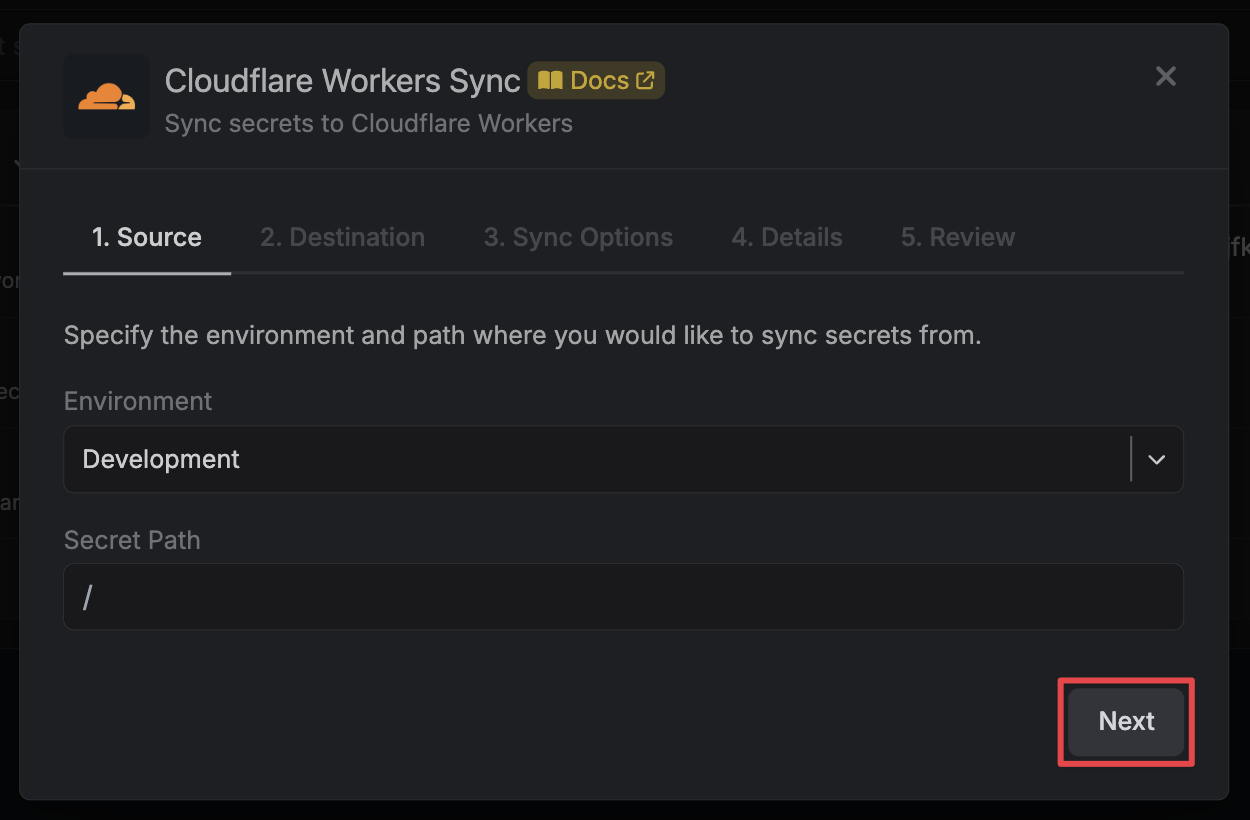 Cloudflare Workers Sync Docs
Sync secrets to Cloudflare Workers
1. Source 2. Destination 3. Sync Options 4. Details 5. Review
Specify the environment and path where you would like to sync secrets from.
Environment
Development
Secret Path
/
Next